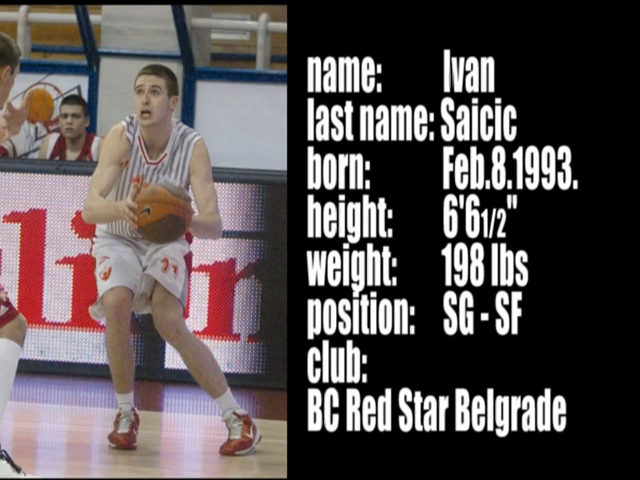 name: Ivan
last name: Saicic
born: Feb.8.1993.
height: 6'6 1/2"
weight: 198 lbs
position: SG - SF
club:
BC Red Star Belgrade